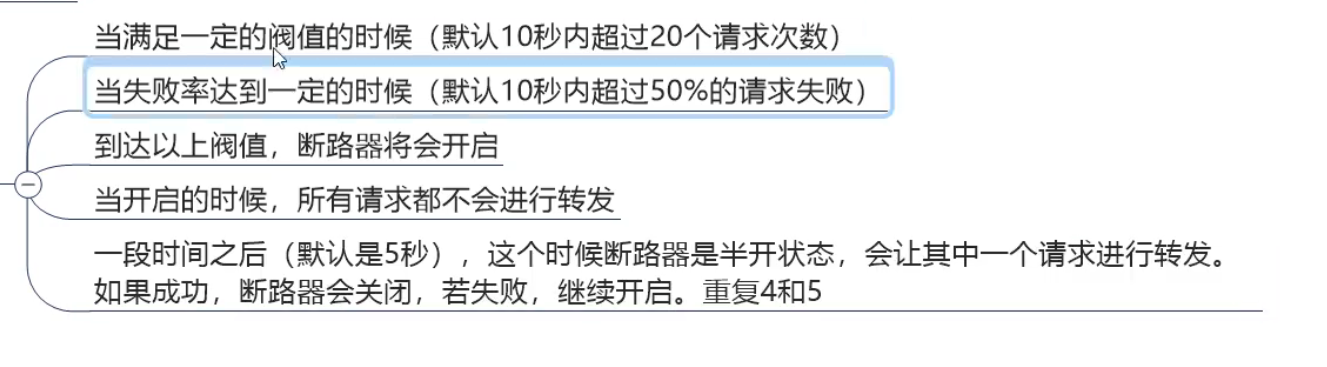 当满足一定的阀值的时候（默认10秒内超过20个请求次数）
当失败率达到一定的时候（默认10秒内超过50%的请求失败）
到达以上阀值，断路器将会开启
当开启的时候，所有请求都不会进行转发
一段时间之后（默认是5秒），这个时候断路器是半开状态，会让其中一个请求进行转发。
如果成功，断路器会关闭，若失败，继续开启。重复4和5